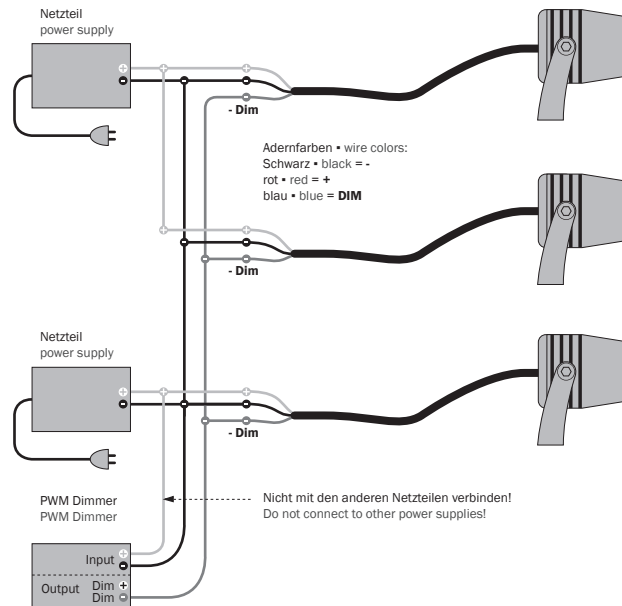 Netzteil
power supply
- Dim
Adernfarben ▪ wire colors:
Schwarz ▪ black = -
rot ▪ red = +
blau ▪ blue = DIM
- Dim
Netzteil
power supply
- Dim
PWM Dimmer
PWM Dimmer
Nicht mit den anderen Netzteilen verbinden!
Do not connect to other power supplies!
Input
Output Dim +
Dim -